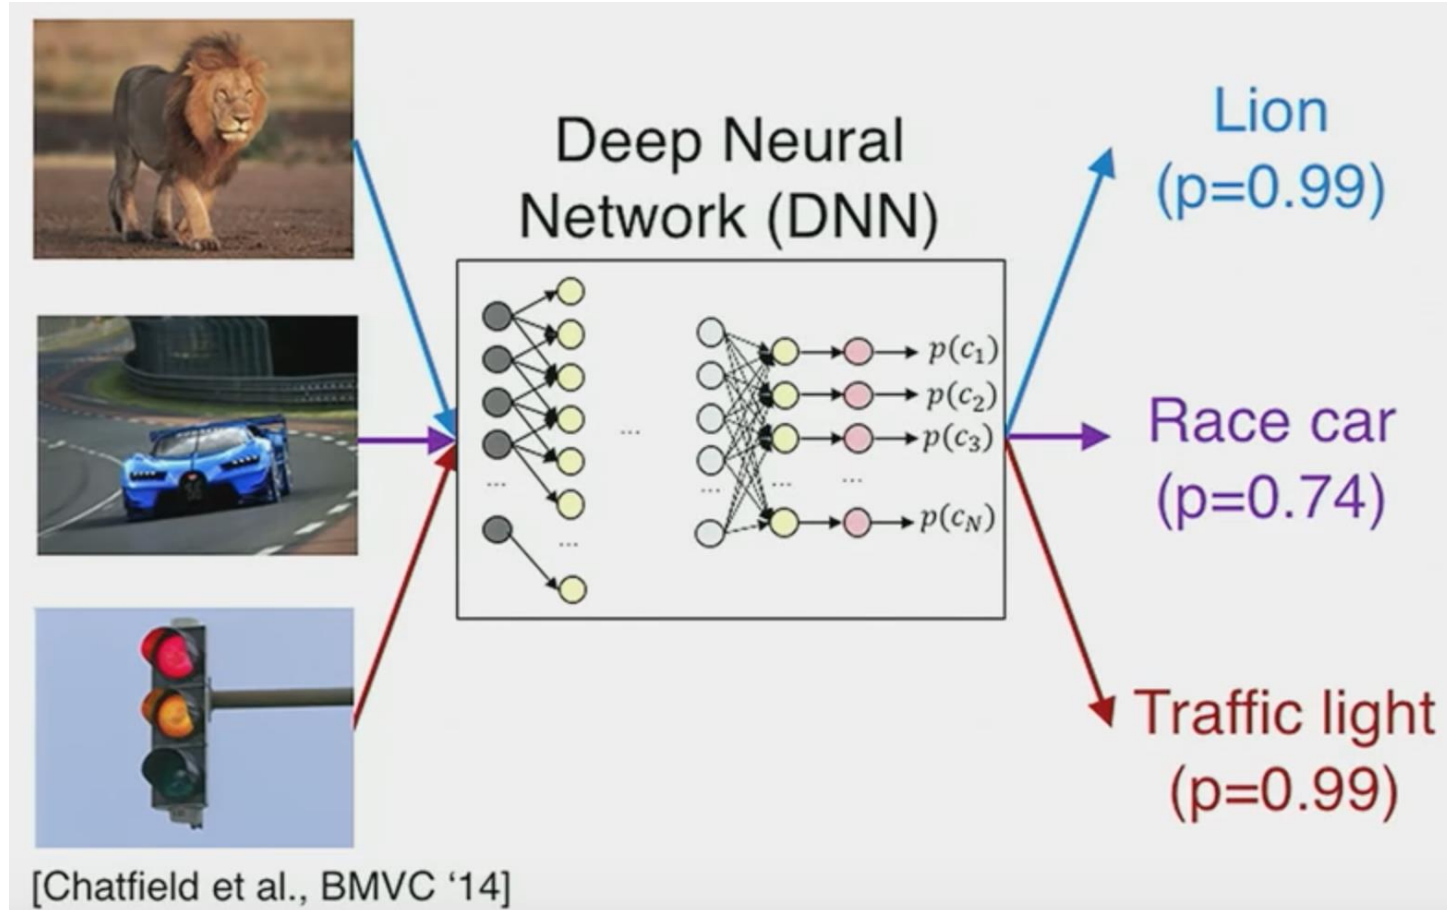 Deep Neural
Network (DNN)
Lion
(p=0.99)
...
p(c₁)
p(c₂)
p(c₃)
... ... ... ...
p(c_N)
...
Race car
(p=0.74)
Traffic light
(p=0.99)
[Chatfield et al., BMVC ‘14]